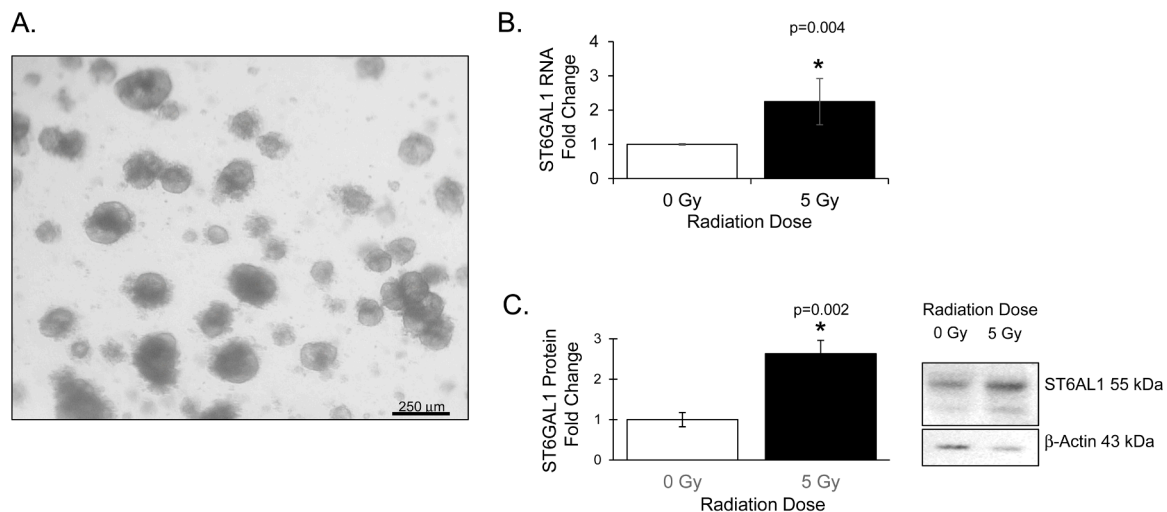 A.
250 µm
B.
p=0.004
*
ST6GAL1 RNA
Fold Change
4
3
2
1
0
0 Gy
5 Gy
Radiation Dose
C.
p=0.002
*
ST6GAL1 Protein
Fold Change
3
2
1
0
0 Gy
5 Gy
Radiation Dose
Radiation Dose
0 Gy 5 Gy
ST6AL1 55 kDa
β-Actin 43 kDa